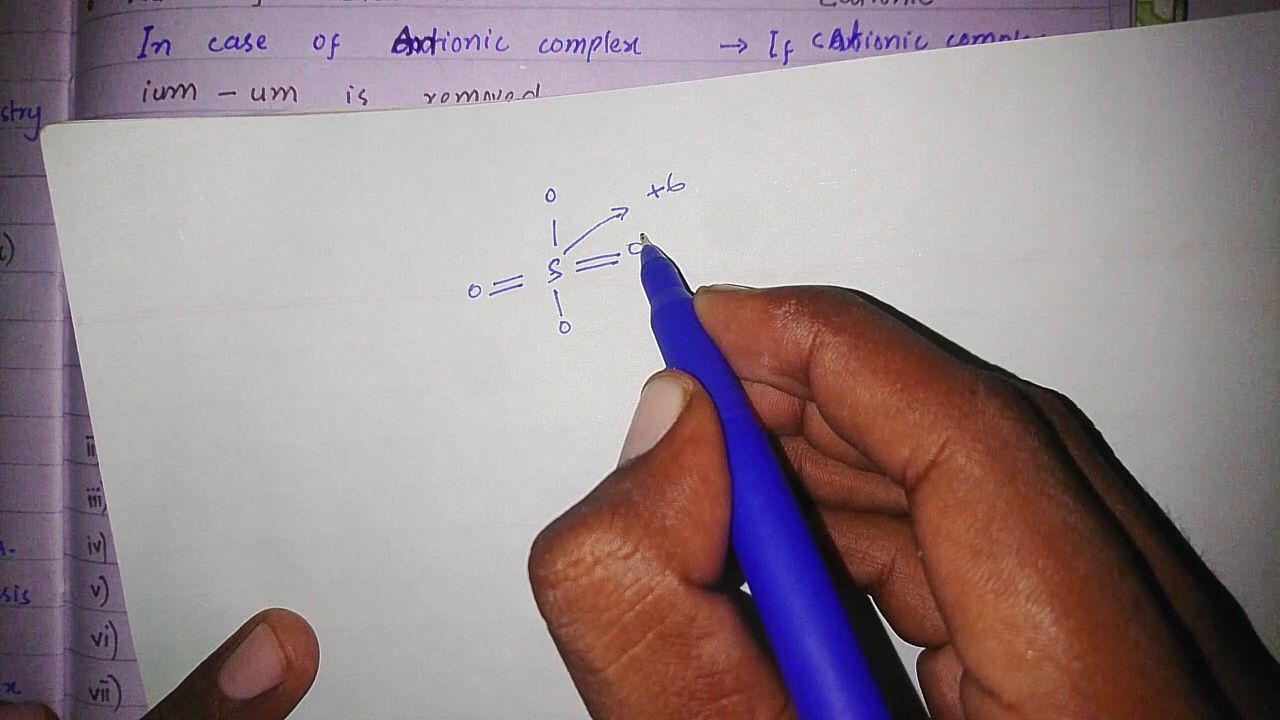 In case of Anionic complex → If cationic
ium - um is removed
stry
O +6
O = S = O
O
ii
iii)
iv)
sis v)
vi)
vii)